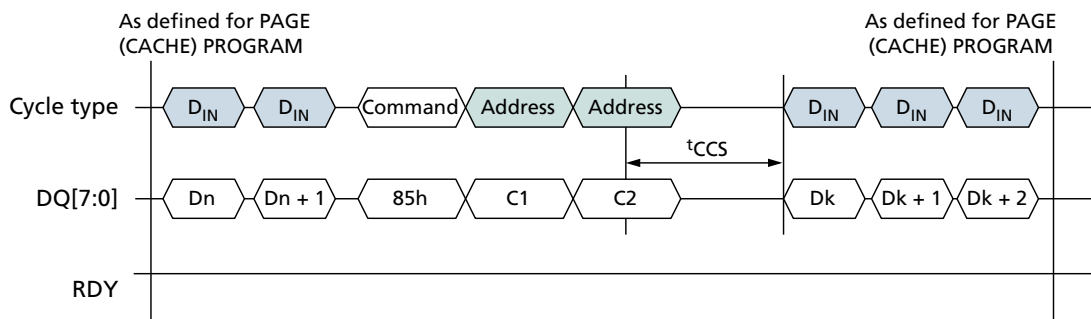 As defined for PAGE
(CACHE) PROGRAM
As defined for PAGE
(CACHE) PROGRAM
Cycle type
DIN
DIN
Command
Address
Address
DIN
DIN
DIN
tCCS
DQ[7:0]
Dn
Dn + 1
85h
C1
C2
Dk
Dk + 1
Dk + 2
RDY